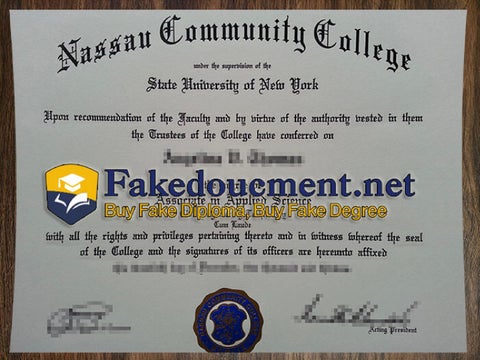 Nassau Community College
under the supervision of the
State University of New York
Upon recommendation of the Faculty and by virtue of the authority vested in them
the Trustees of the College have conferred on
Fakedoucment.net
Associate in Applied Science
Buy Fake Diploma, Buy Fake Degree
Cum Laude
with all the rights and privileges pertaining thereto and in witness whereof the seal
of the College and the signatures of its officers are hereunto affixed
Acting President